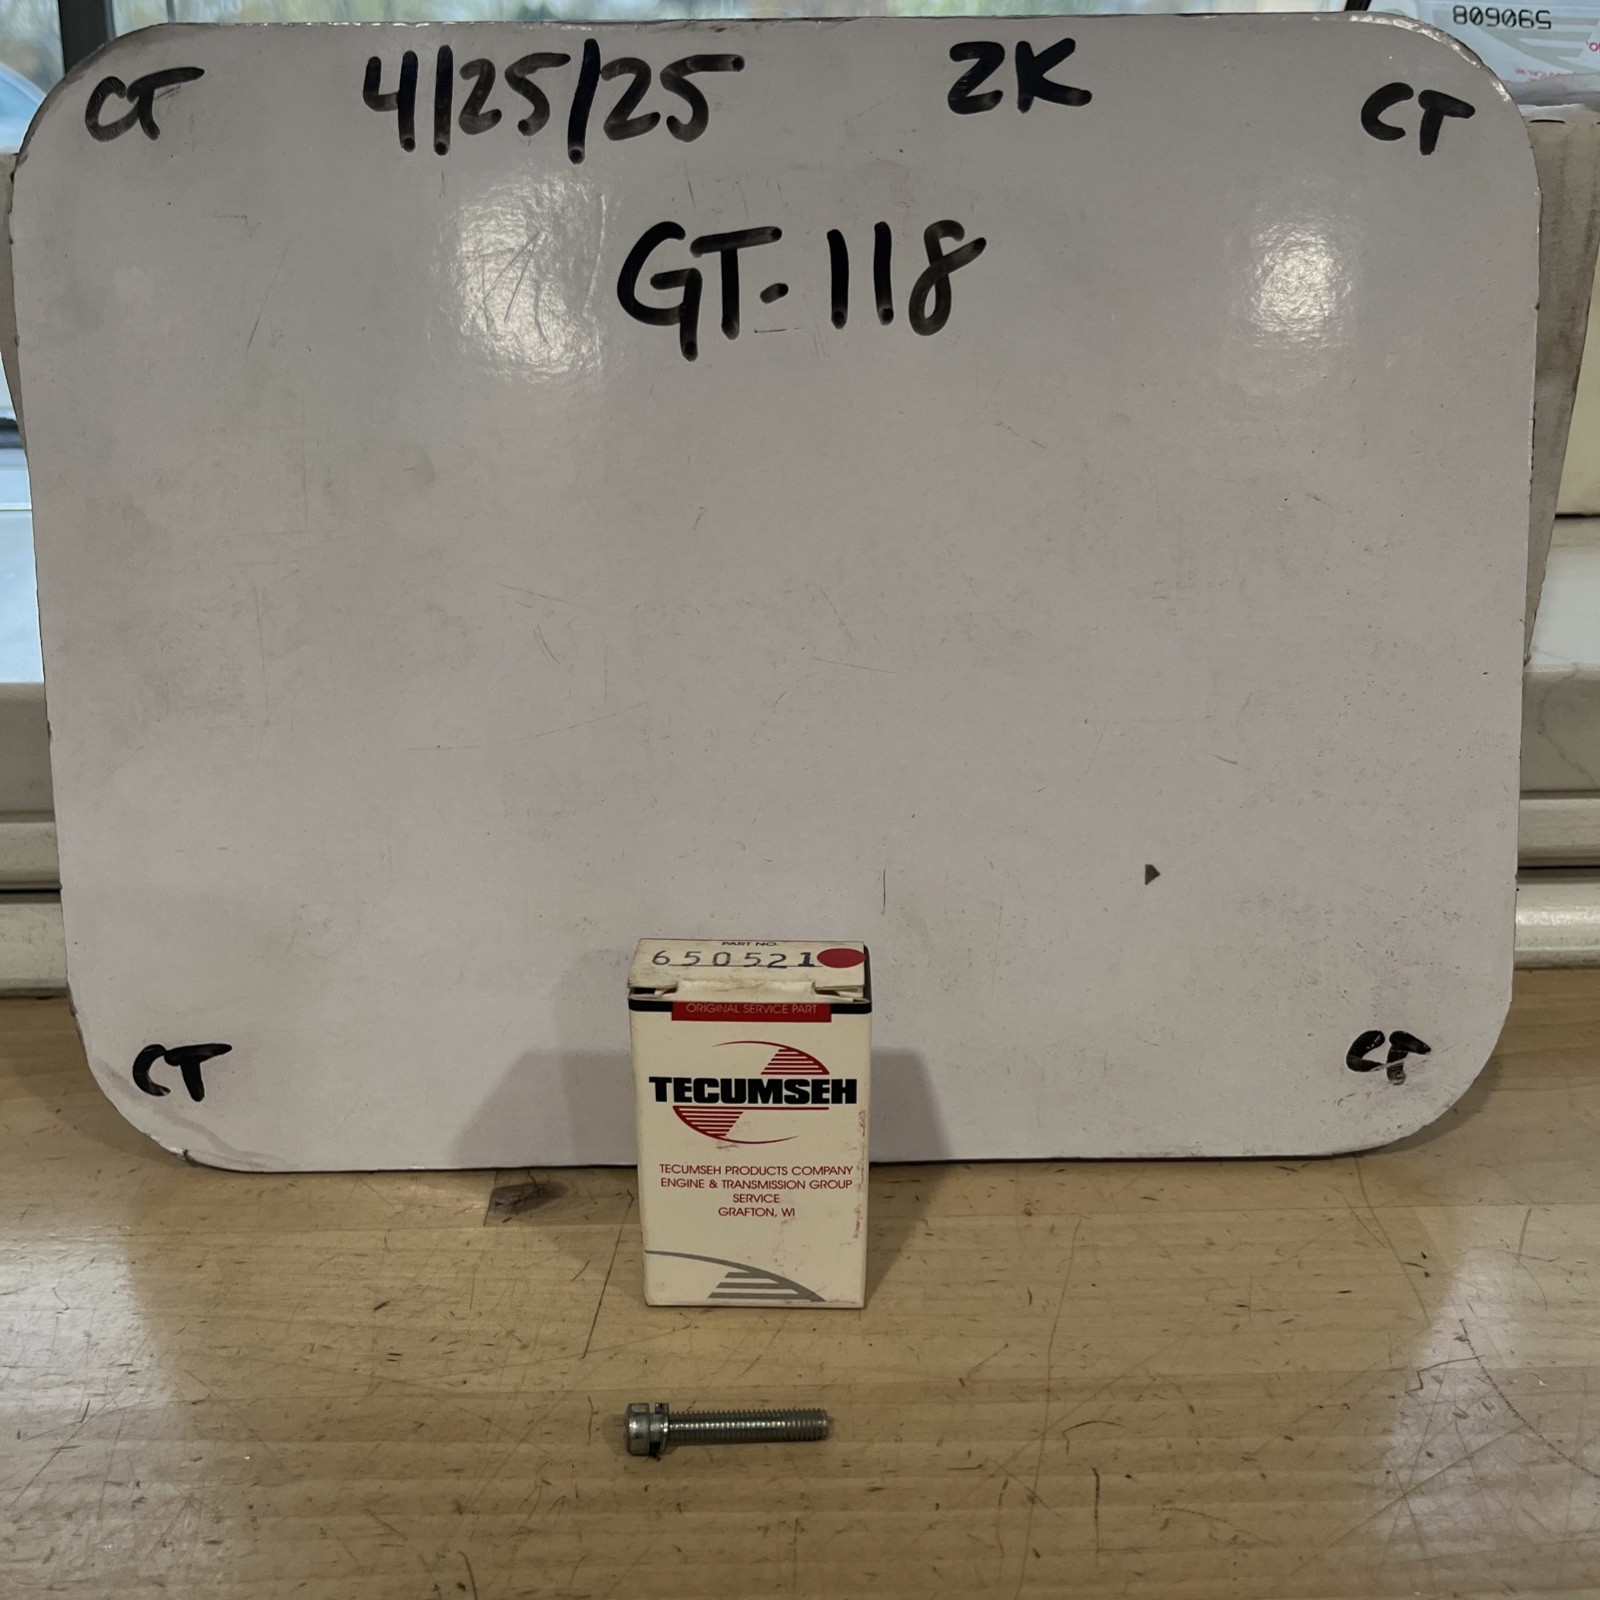 590608
CT 4/25/25 2K CT
GT-118
PART NO.
650521
ORIGINAL SERVICE PART
TECUMSEH
TECUMSEH PRODUCTS COMPANY
ENGINE & TRANSMISSION GROUP
SERVICE
GRAFTON, WI
CT CT